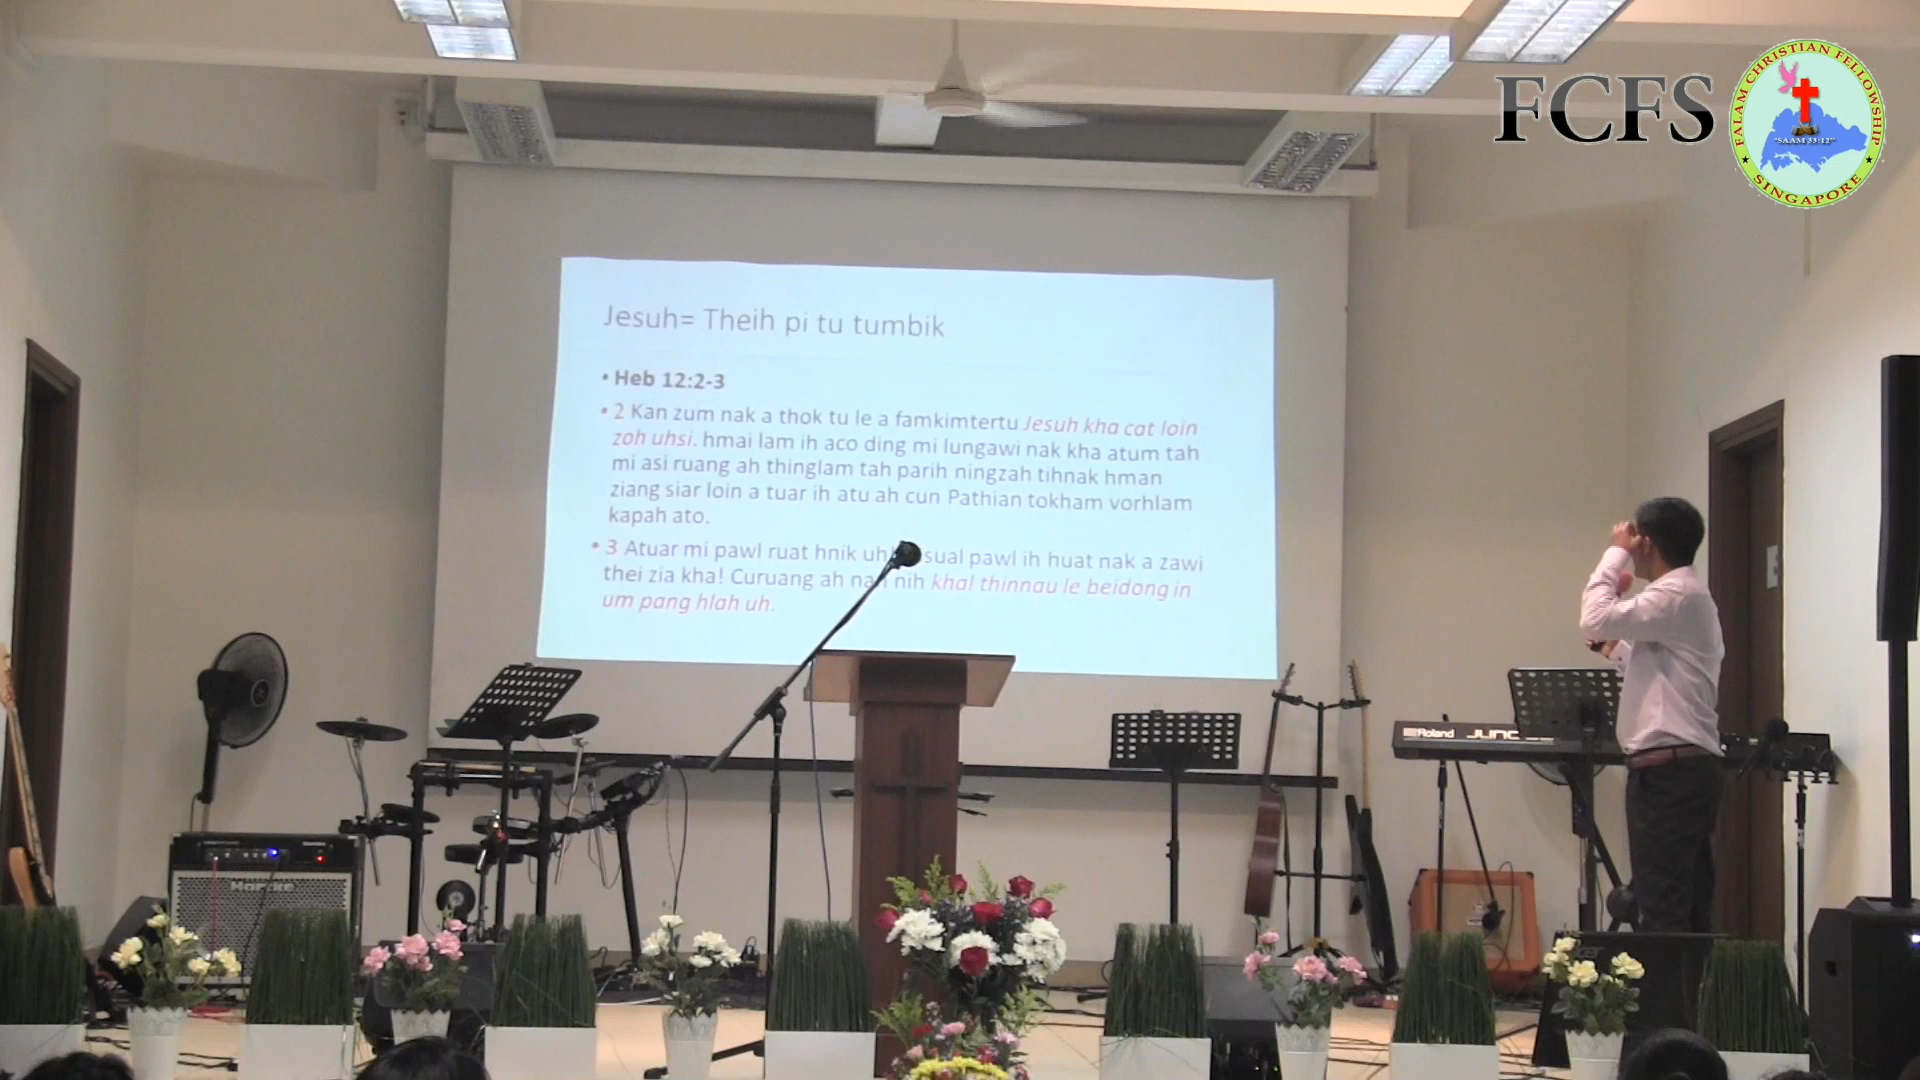 FCFS
FALAM CHRISTIAN FELLOWSHIP
"SAAM 33:12"
SINGAPORE
Jesuh= Theih pi tu tumbik
• Heb 12:2-3
• 2 Kan zum nak a thok tu le a famkimtertu Jesuh kha cat loin
zoh uhsi. hmai lam ih aco ding mi lungawi nak kha atum tah
mi asi ruang ah thinglam tah parih ningzah tihnak hman
ziang siar loin a tuar ih atu ah cun Pathian tokham vorhlam
kapah ato.
• 3 Atuar mi pawl ruat hnik uh sual pawl ih huat nak a zawi
thei zia kha! Curuang ah nan nih khal thinnau le beidong in
um pang hlah uh.
Roland JUNO
Hartke